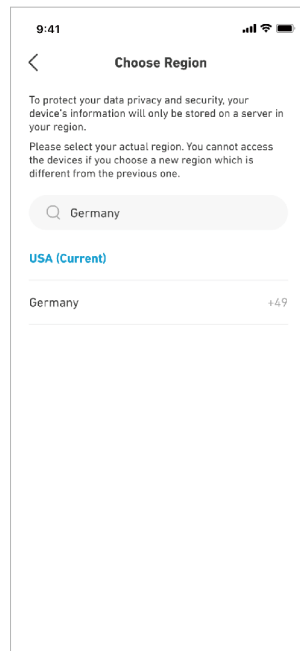 9:41
Choose Region
To protect your data privacy and security, your
device's information will only be stored on a server in
your region.
Please select your actual region. You cannot access
the devices if you choose a new region which is
different from the previous one.
Germany
USA (Current)
Germany +49